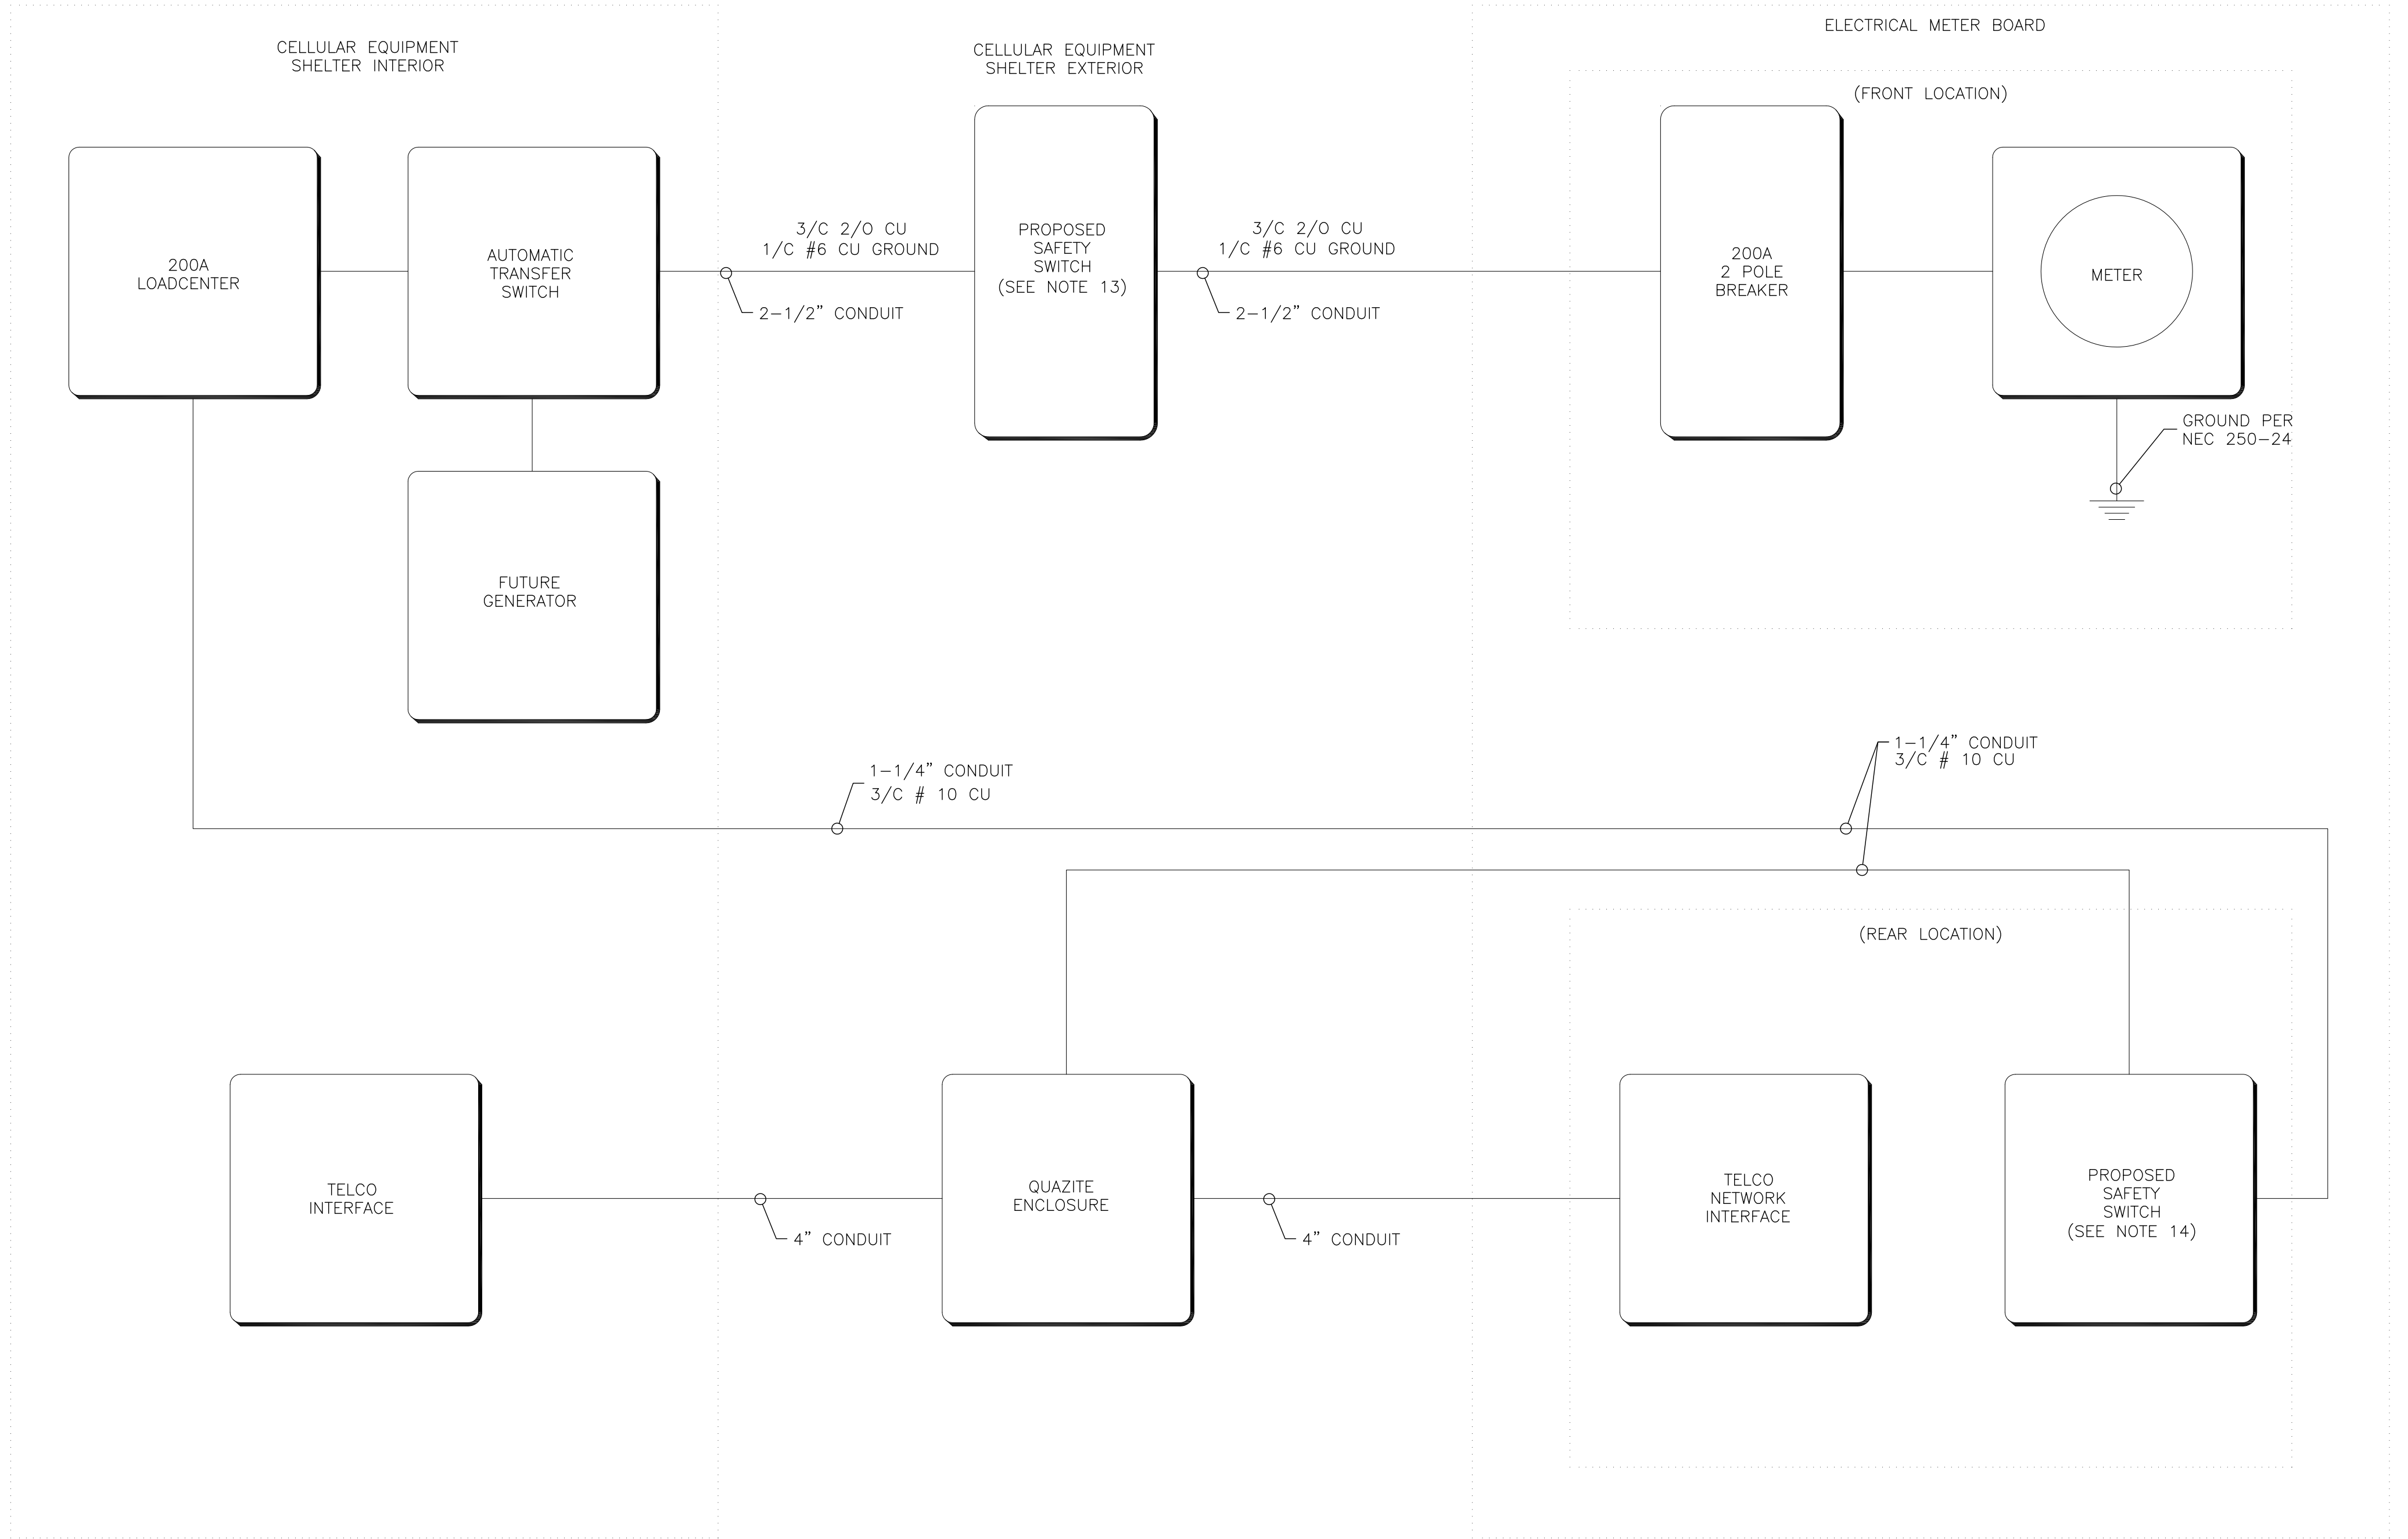 CELLULAR EQUIPMENT
SHELTER INTERIOR
CELLULAR EQUIPMENT
SHELTER EXTERIOR
ELECTRICAL METER BOARD
(FRONT LOCATION)
200A
LOADCENTER
AUTOMATIC
TRANSFER
SWITCH
3/C 2/O CU
1/C #6 CU GROUND
2-1/2" CONDUIT
PROPOSED
SAFETY
SWITCH
(SEE NOTE 13)
3/C 2/O CU
1/C #6 CU GROUND
2-1/2" CONDUIT
200A
2 POLE
BREAKER
METER
GROUND PER
NEC 250-24
FUTURE
GENERATOR
1-1/4" CONDUIT
3/C # 10 CU
1-1/4" CONDUIT
3/C # 10 CU
(REAR LOCATION)
TELCO
INTERFACE
4" CONDUIT
QUAZITE
ENCLOSURE
4" CONDUIT
TELCO
NETWORK
INTERFACE
PROPOSED
SAFETY
SWITCH
(SEE NOTE 14)